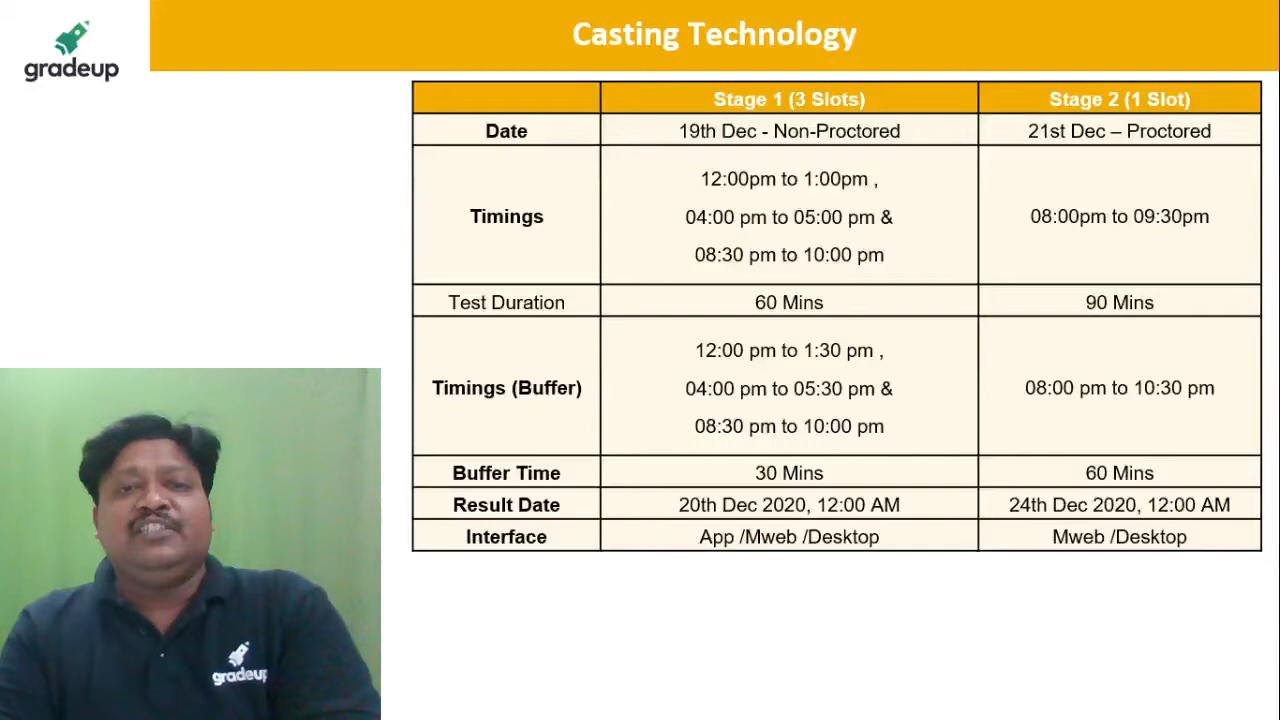 gradeup
Casting Technology
Stage 1 (3 Slots) Stage 2 (1 Slot)
Date 19th Dec - Non-Proctored 21st Dec – Proctored
Timings
12:00pm to 1:00pm ,
04:00 pm to 05:00 pm &
08:30 pm to 10:00 pm
08:00pm to 09:30pm
Test Duration 60 Mins 90 Mins
Timings (Buffer)
12:00 pm to 1:30 pm ,
04:00 pm to 05:30 pm &
08:30 pm to 10:00 pm
08:00 pm to 10:30 pm
Buffer Time 30 Mins 60 Mins
Result Date 20th Dec 2020, 12:00 AM 24th Dec 2020, 12:00 AM
Interface App /Mweb /Desktop Mweb /Desktop
gradeup